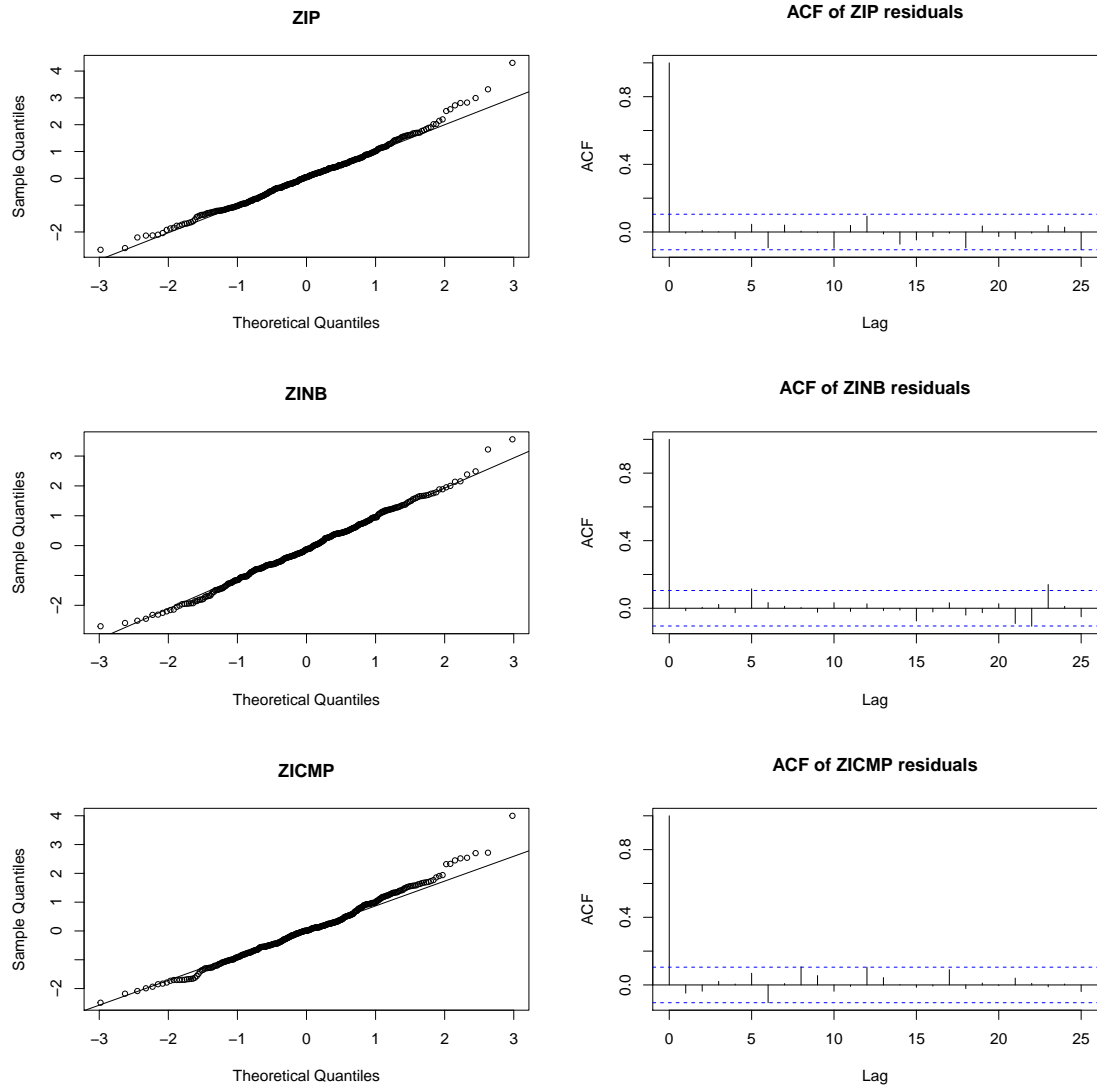 ZIP
Sample Quantiles
4
3
2
1
0
−2
−3 −2 −1 0 1 2 3
Theoretical Quantiles
ACF of ZIP residuals
ACF
0.8
0.4
0.0
0 5 10 15 20 25
Lag
ZINB
Sample Quantiles
3
2
1
0
−2
−3 −2 −1 0 1 2 3
Theoretical Quantiles
ACF of ZINB residuals
ACF
0.8
0.4
0.0
0 5 10 15 20 25
Lag
ZICMP
Sample Quantiles
4
3
2
1
0
−2
−3 −2 −1 0 1 2 3
Theoretical Quantiles
ACF of ZICMP residuals
ACF
0.8
0.4
0.0
0 5 10 15 20 25
Lag